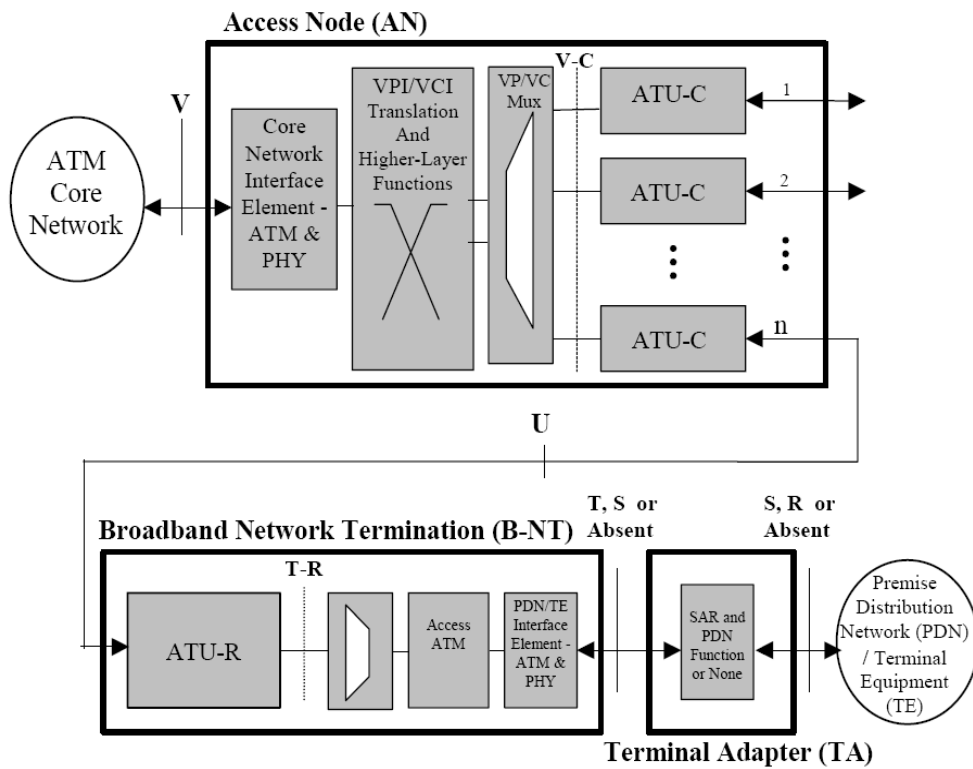 Access Node (AN)
V
ATM
Core
Network
Core
Network
Interface
Element -
ATM &
PHY
VPI/VCI
Translation
And
Higher-Layer
Functions
VP/VC
Mux
V-C
ATU-C
1
ATU-C
2
ATU-C
n
U
Broadband Network Termination (B-NT)
T, S or
Absent
S, R or
Absent
T-R
ATU-R
Access
ATM
PDN/TE
Interface
Element -
ATM &
PHY
SAR and
PDN
Function
or None
Premise
Distribution
Network (PDN)
/ Terminal
Equipment
(TE)
Terminal Adapter (TA)